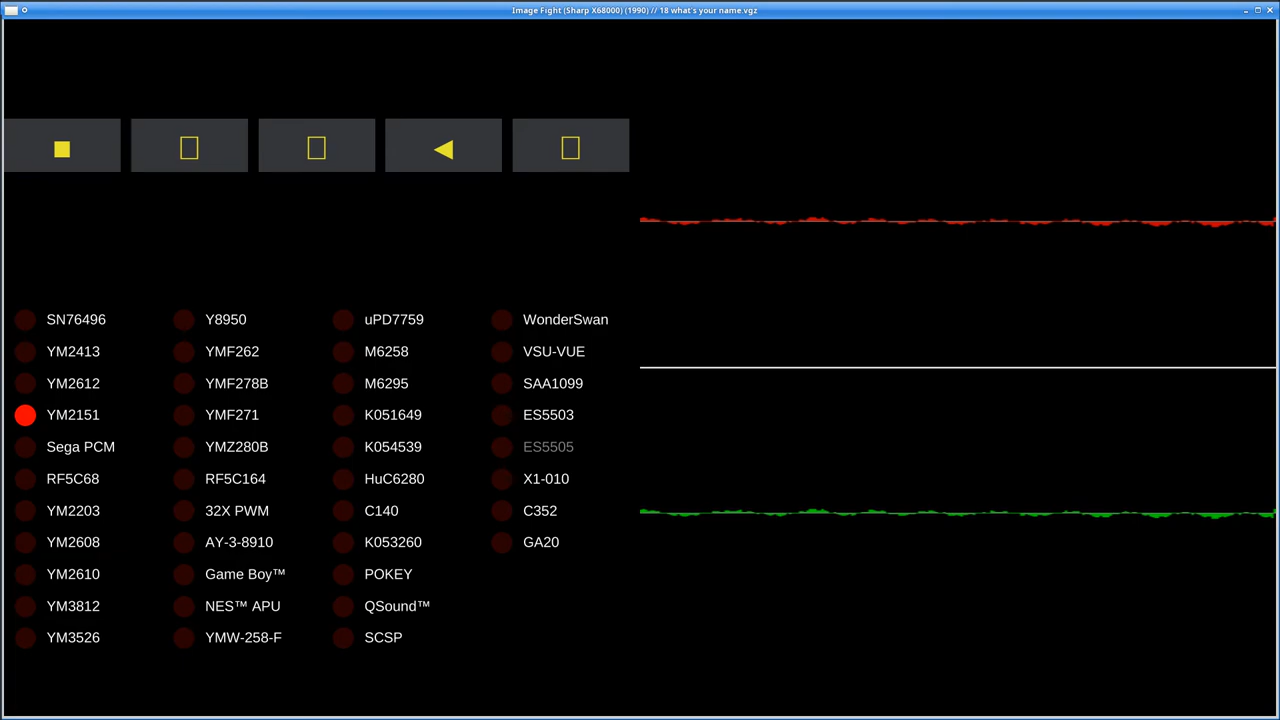 Image Fight (Sharp X68000) (1990) // 18 what's your name.vgz
SN76496 Y8950 uPD7759 WonderSwan
YM2413 YMF262 M6258 VSU-VUE
YM2612 YMF278B M6295 SAA1099
YM2151 YMF271 K051649 ES5503
Sega PCM YMZ280B K054539 ES5505
RF5C68 RF5C164 HuC6280 X1-010
YM2203 32X PWM C140 C352
YM2608 AY-3-8910 K053260 GA20
YM2610 Game Boy™ POKEY
YM3812 NES™ APU QSound™
YM3526 YMW-258-F SCSP